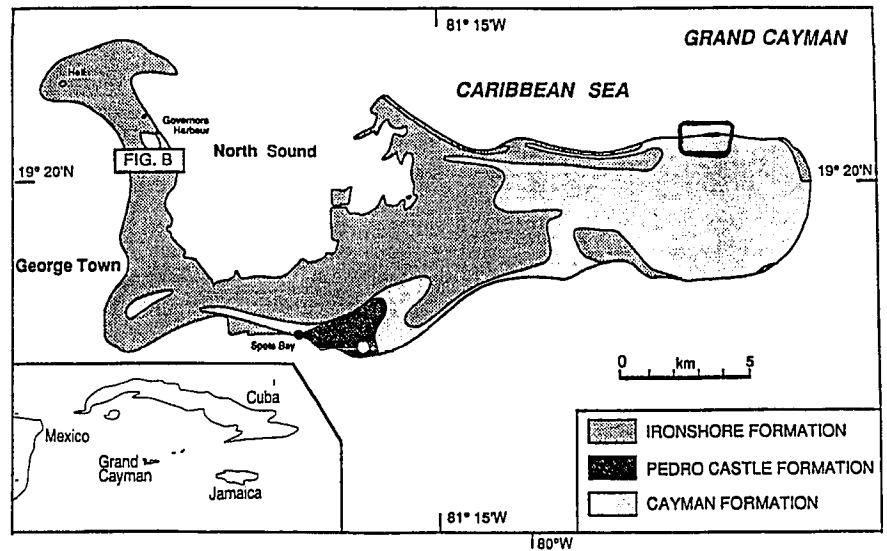 81° 15'W
GRAND CAYMAN
CARIBBEAN SEA
Hell
Governors
Harbour
North Sound
FIG. B
19° 20'N
19° 20'N
George Town
Spots Bay
0 km 5
Cuba
Mexico
Grand
Cayman
Jamaica
IRONSHORE FORMATION
PEDRO CASTLE FORMATION
CAYMAN FORMATION
81° 15'W
80°W